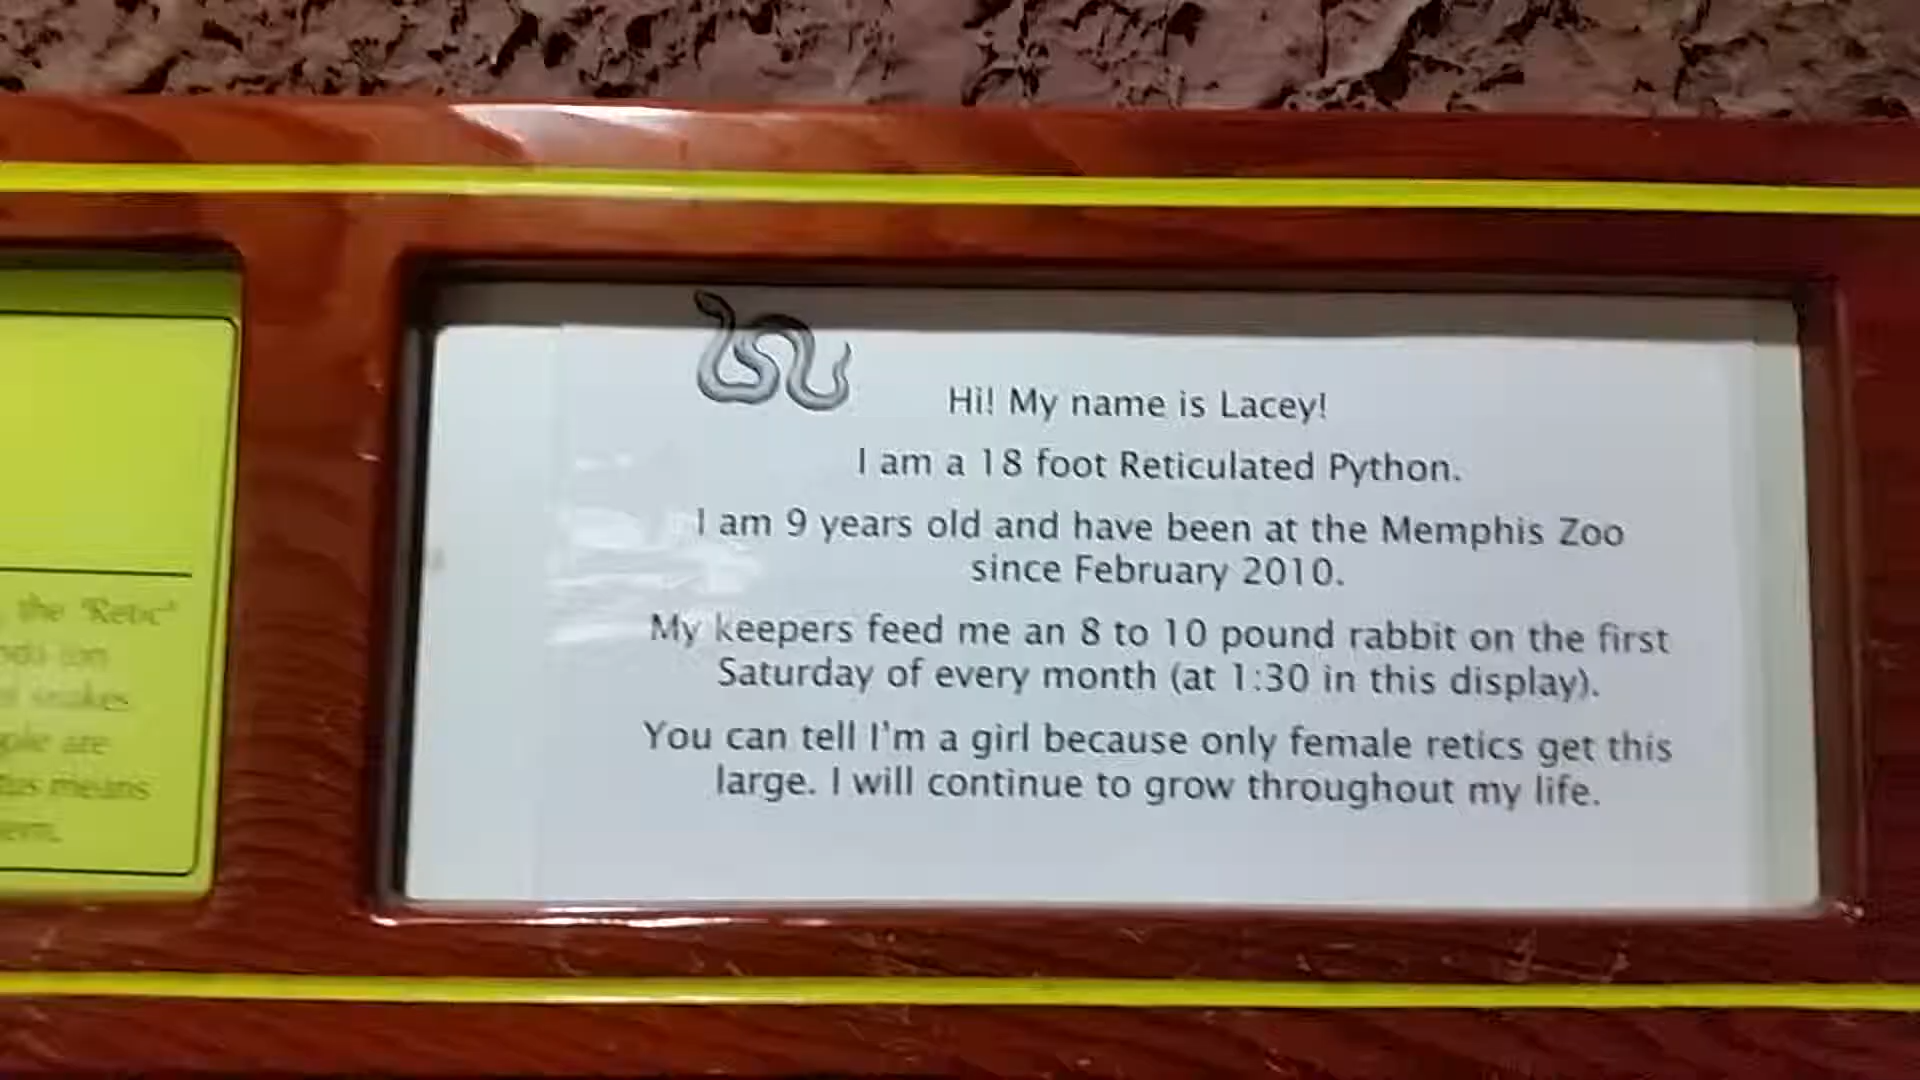 , the "Retic"
snakes
are
means
Hi! My name is Lacey!
I am a 18 foot Reticulated Python.
I am 9 years old and have been at the Memphis Zoo
since February 2010.
My keepers feed me an 8 to 10 pound rabbit on the first
Saturday of every month (at 1:30 in this display).
You can tell I'm a girl because only female retics get this
large. I will continue to grow throughout my life.